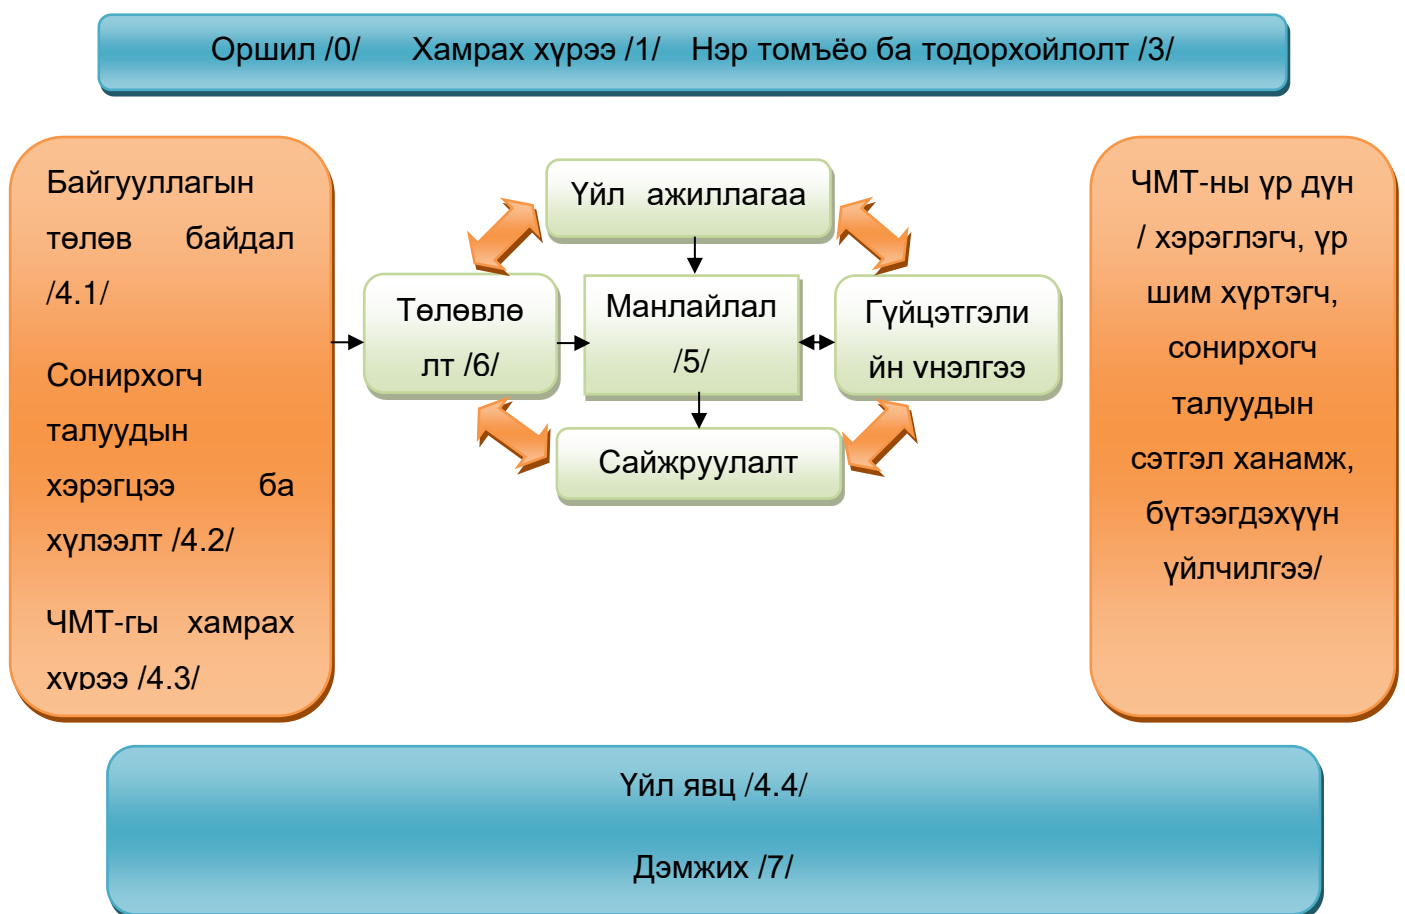 Оршил /0/ Хамрах хүрээ /1/ Нэр томъёо ба тодорхойлолт /3/
Байгууллагын
төлөв байдал
/4.1/
Сонирхогч
талуудын
хэрэгцээ ба
хүлээлт /4.2/
ЧМТ-гы хамрах
хүрээ /4.3/
Үйл ажиллагаа
Төлөвлө
лт /6/
Манлайлал
/5/
Гүйцэтгэли
йн үнэлгээ
Сайжруулалт
ЧМТ-ны үр дүн
/ хэрэглэгч, үр
шим хүртэгч,
сонирхогч
талуудын
сэтгэл ханамж,
бүтээгдэхүүн
үйлчилгээ/
Үйл явц /4.4/
Дэмжих /7/